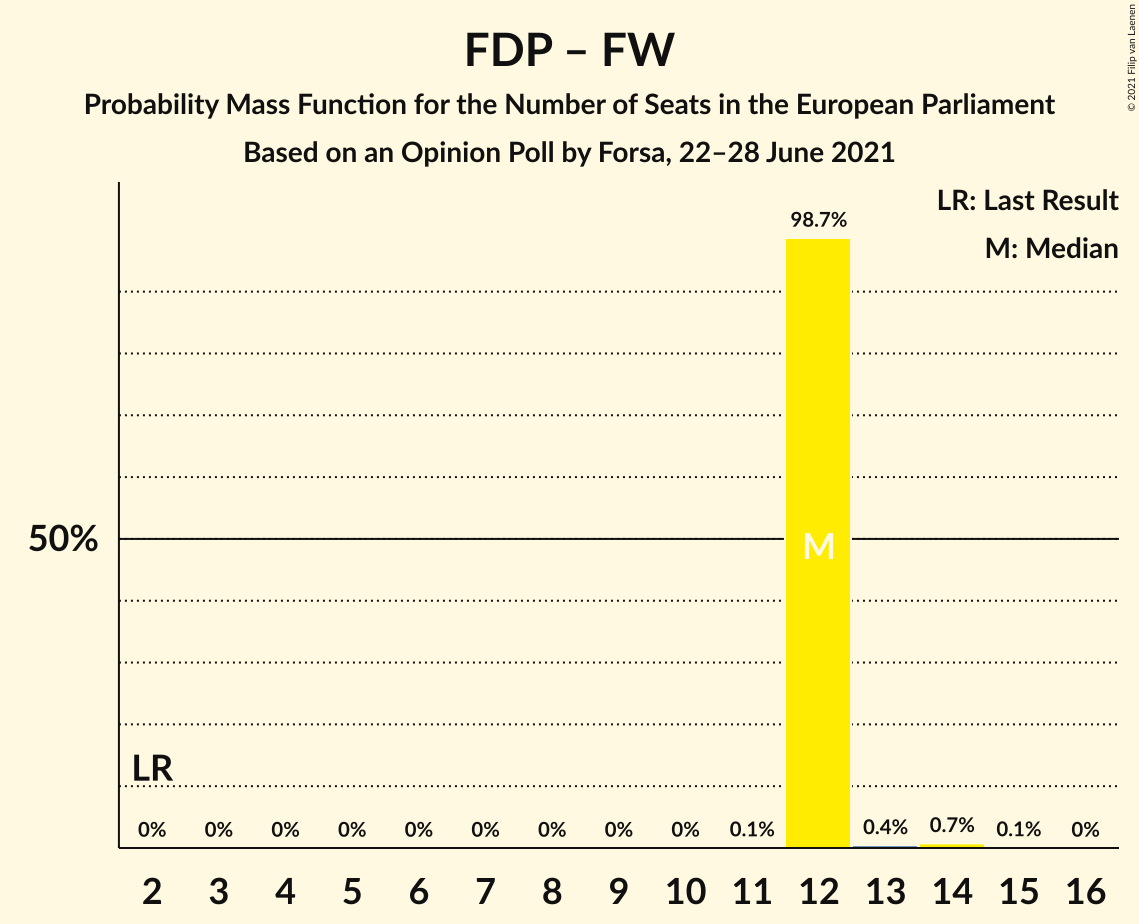 FDP – FW
Probability Mass Function for the Number of Seats in the European Parliament
Based on an Opinion Poll by Forsa, 22–28 June 2021
© 2021 Filip van Laenen
LR: Last Result
M: Median
98.7%
50%
M
LR
0% 0% 0% 0% 0% 0% 0% 0% 0% 0.1% 0.4% 0.7% 0.1% 0%
2 3 4 5 6 7 8 9 10 11 12 13 14 15 16